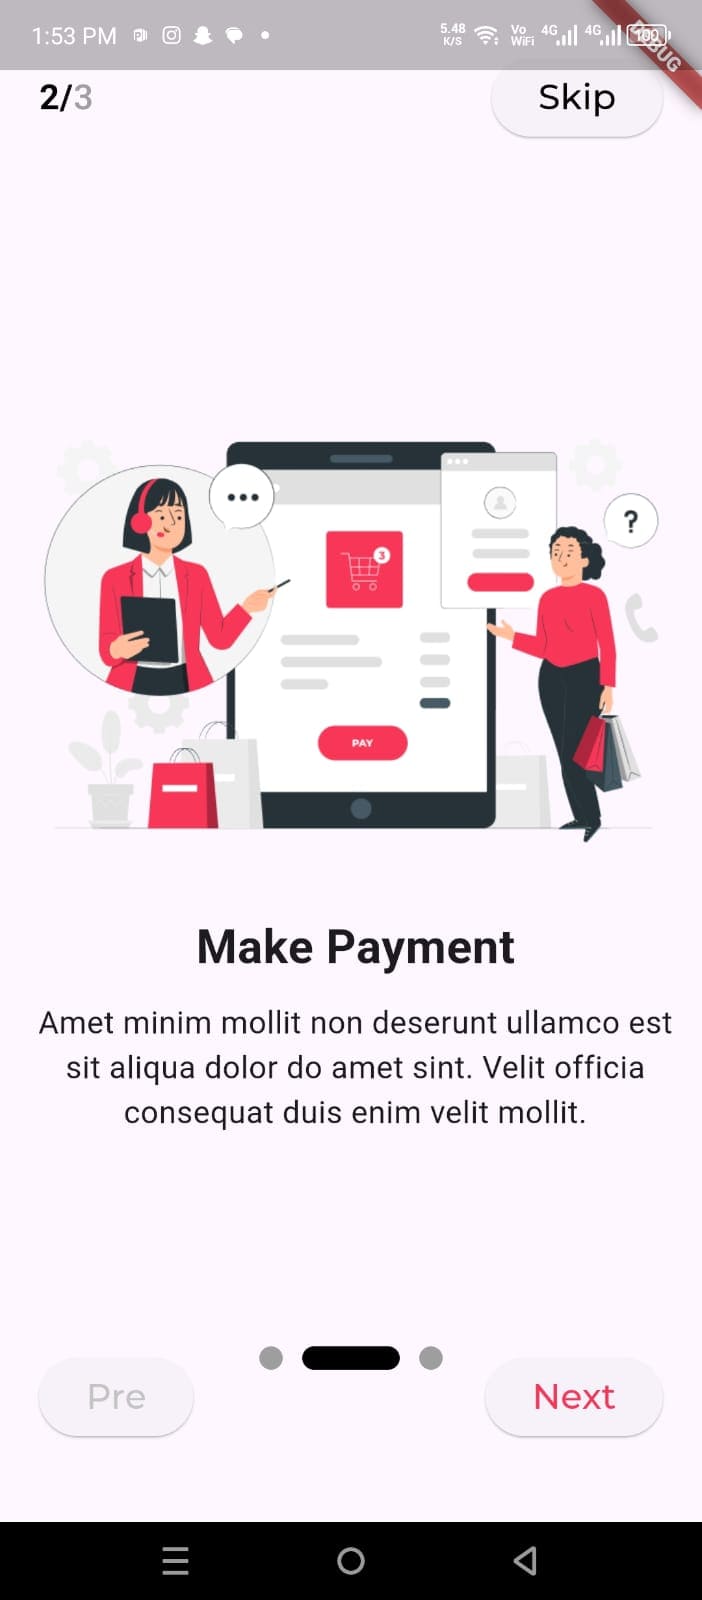 1:53 PM 5.48 K/S Vo WiFi 4G 4G 100
DEBUG
2/3 Skip
3
?
PAY
Make Payment
Amet minim mollit non deserunt ullamco est
sit aliqua dolor do amet sint. Velit officia
consequat duis enim velit mollit.
Pre Next